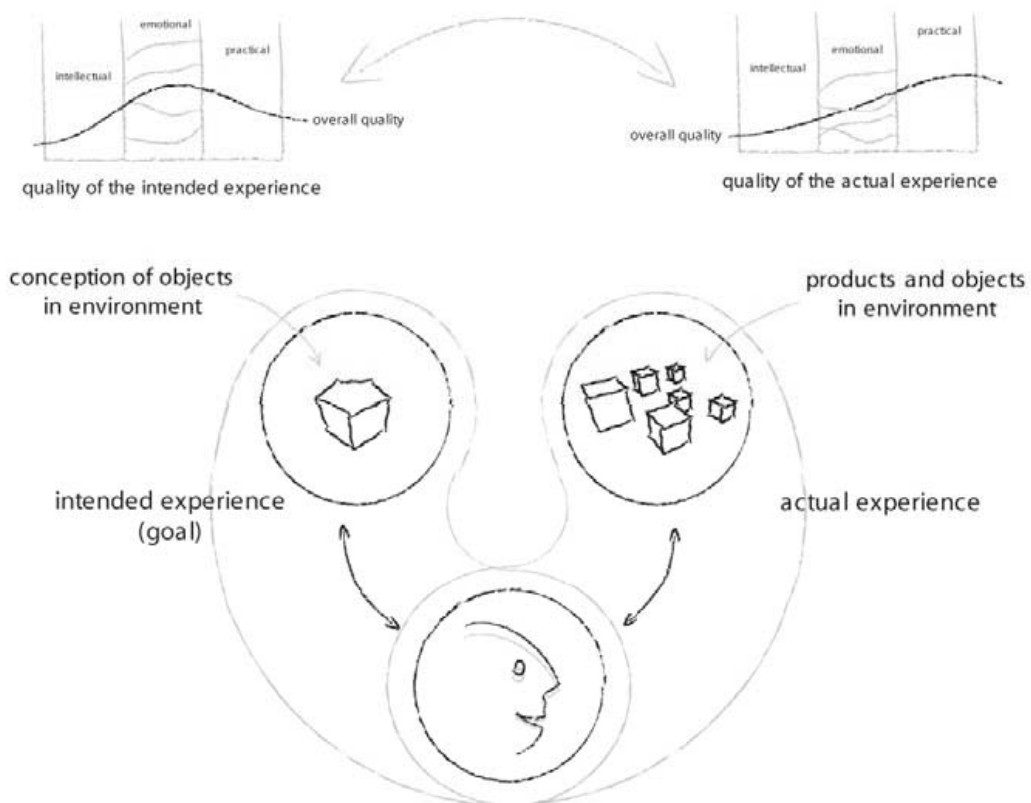 emotional
intellectual
practical
overall quality
quality of the intended experience
emotional
practical
intellectual
overall quality
quality of the actual experience
conception of objects
in environment
products and objects
in environment
intended experience
(goal)
actual experience